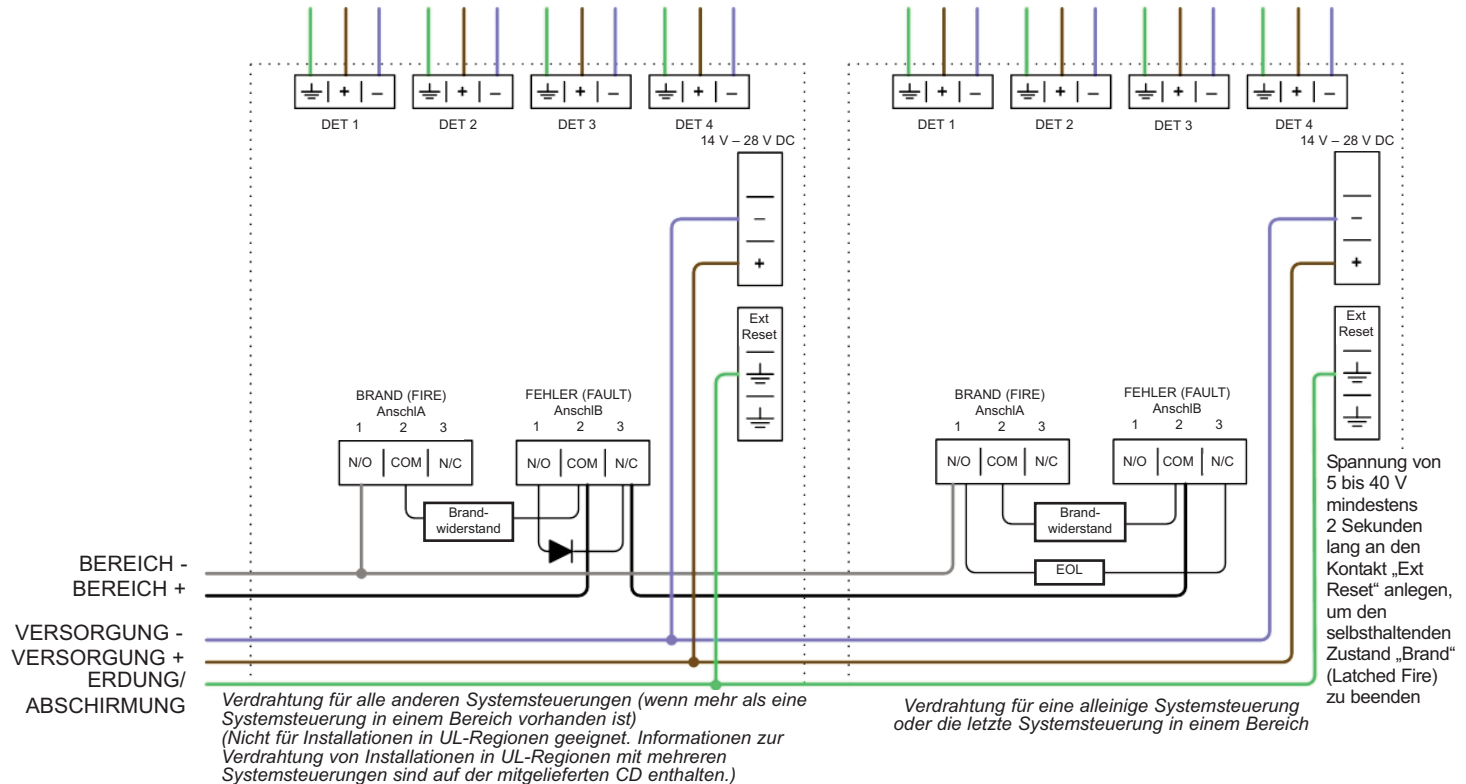 ⏚ + – ⏚ + – ⏚ + – ⏚ + –
DET 1 DET 2 DET 3 DET 4
14 V – 28 V DC
–
+
Ext
Reset
BRAND (FIRE)
AnschlA
1 2 3
N/O COM N/C
FEHLER (FAULT)
AnschlB
1 2 3
N/O COM N/C
Brand-
widerstand
⏚ + – ⏚ + – ⏚ + – ⏚ + –
DET 1 DET 2 DET 3 DET 4
14 V – 28 V DC
–
+
Ext
Reset
BRAND (FIRE)
AnschlA
1 2 3
N/O COM N/C
FEHLER (FAULT)
AnschlB
1 2 3
N/O COM N/C
Brand-
widerstand
EOL
Spannung von
5 bis 40 V
mindestens
2 Sekunden
lang an den
Kontakt „Ext
Reset“ anlegen,
um den
selbsthaltenden
Zustand „Brand“
(Latched Fire)
zu beenden
BEREICH -
BEREICH +
VERSORGUNG -
VERSORGUNG +
ERDUNG/
ABSCHIRMUNG
Verdrahtung für alle anderen Systemsteuerungen (wenn mehr als eine
Systemsteuerung in einem Bereich vorhanden ist)
(Nicht für Installationen in UL-Regionen geeignet. Informationen zur
Verdrahtung von Installationen in UL-Regionen mit mehreren
Systemsteuerungen sind auf der mitgelieferten CD enthalten.)
Verdrahtung für eine alleinige Systemsteuerung
oder die letzte Systemsteuerung in einem Bereich